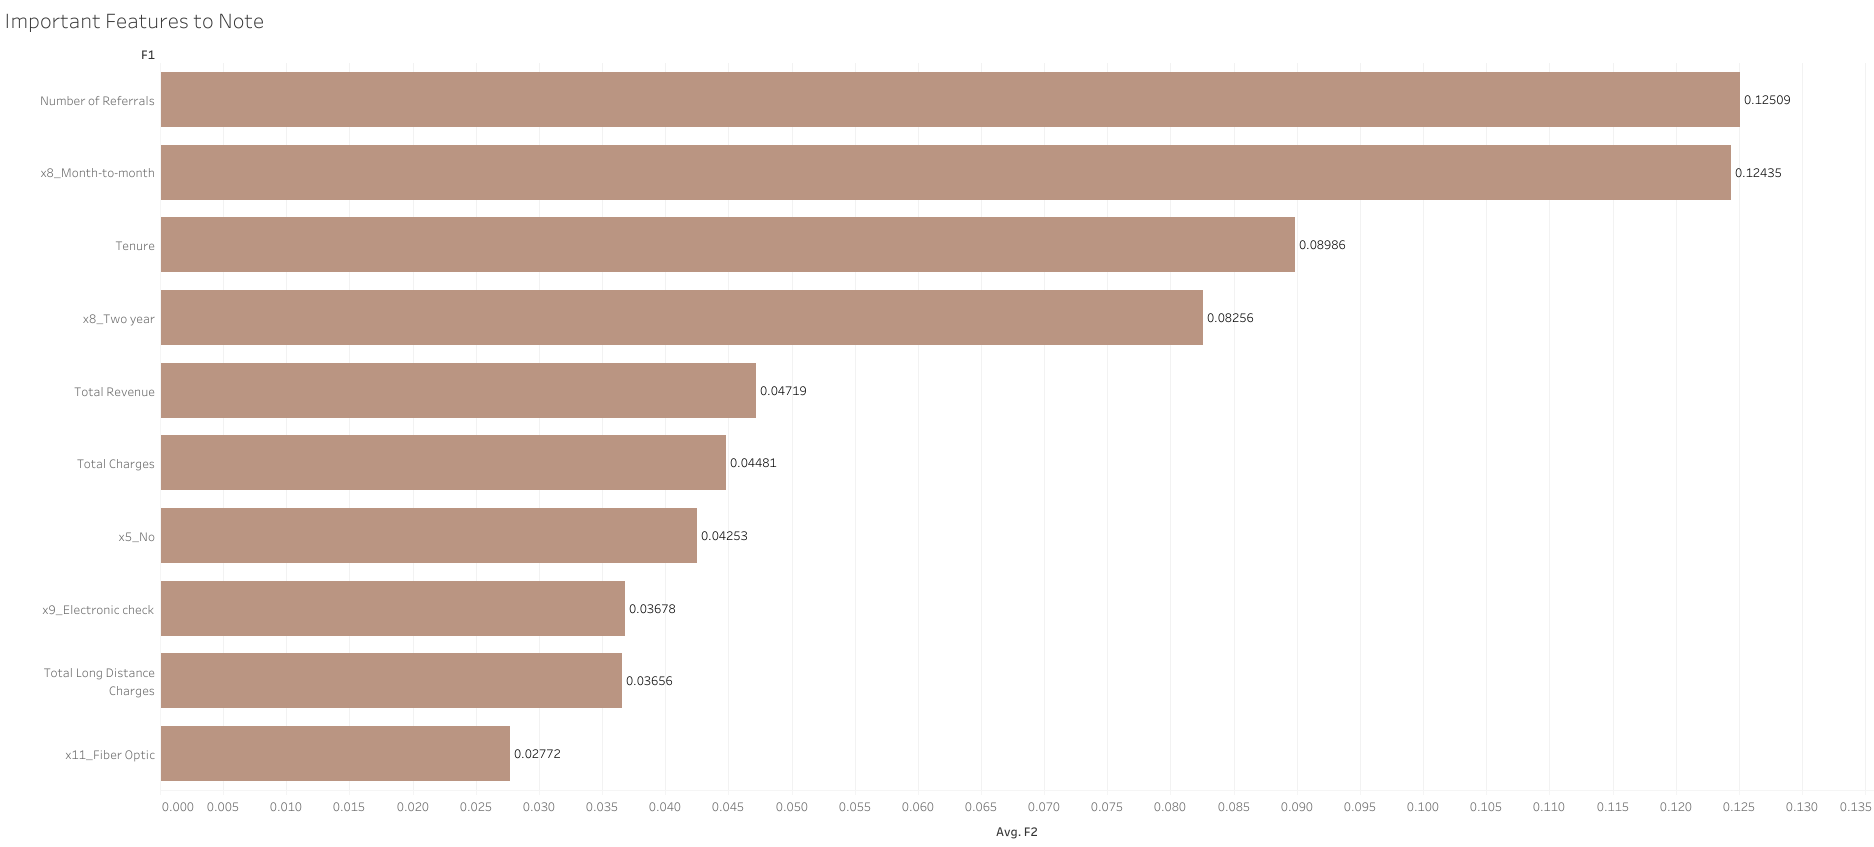 Important Features to Note
F1
Number of Referrals 0.12509
x8_Month-to-month 0.12435
Tenure 0.08986
x8_Two year 0.08256
Total Revenue 0.04719
Total Charges 0.04481
x5_No 0.04253
x9_Electronic check 0.03678
Total Long Distance
Charges 0.03656
x11_Fiber Optic 0.02772
0.000 0.005 0.010 0.015 0.020 0.025 0.030 0.035 0.040 0.045 0.050 0.055 0.060 0.065 0.070 0.075 0.080 0.085 0.090 0.095 0.100 0.105 0.110 0.115 0.120 0.125 0.130 0.135
Avg. F2